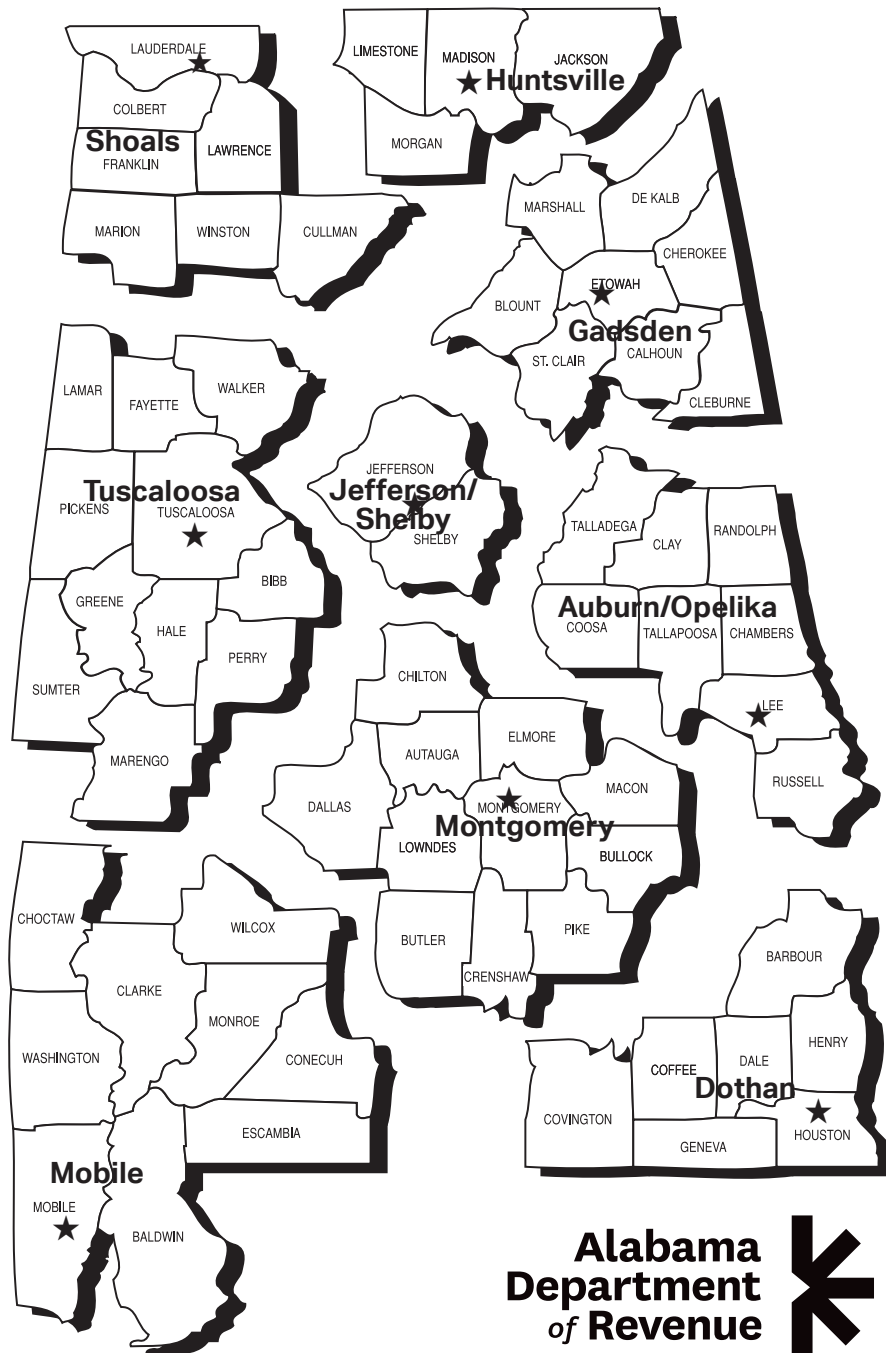 LAUDERDALE
COLBERT
Shoals
FRANKLIN
LAWRENCE
MARION
WINSTON
CULLMAN
LIMESTONE
MADISON
JACKSON
Huntsville
MORGAN
MARSHALL
DE KALB
CHEROKEE
ETOWAH
BLOUNT
Gadsden
ST. CLAIR
CALHOUN
CLEBURNE
LAMAR
FAYETTE
WALKER
Tuscaloosa
PICKENS
TUSCALOOSA
BIBB
GREENE
HALE
PERRY
SUMTER
MARENGO
JEFFERSON
Jefferson/
Shelby
SHELBY
TALLADEGA
CLAY
RANDOLPH
Auburn/Opelika
COOSA
TALLAPOOSA
CHAMBERS
LEE
RUSSELL
CHILTON
AUTAUGA
ELMORE
DALLAS
MONTGOMERY
MACON
Montgomery
LOWNDES
BULLOCK
BUTLER
CRENSHAW
PIKE
CHOCTAW
WILCOX
CLARKE
MONROE
WASHINGTON
CONECUH
ESCAMBIA
Mobile
MOBILE
BALDWIN
BARBOUR
HENRY
COFFEE
DALE
Dothan
COVINGTON
GENEVA
HOUSTON
Alabama
Department
of Revenue